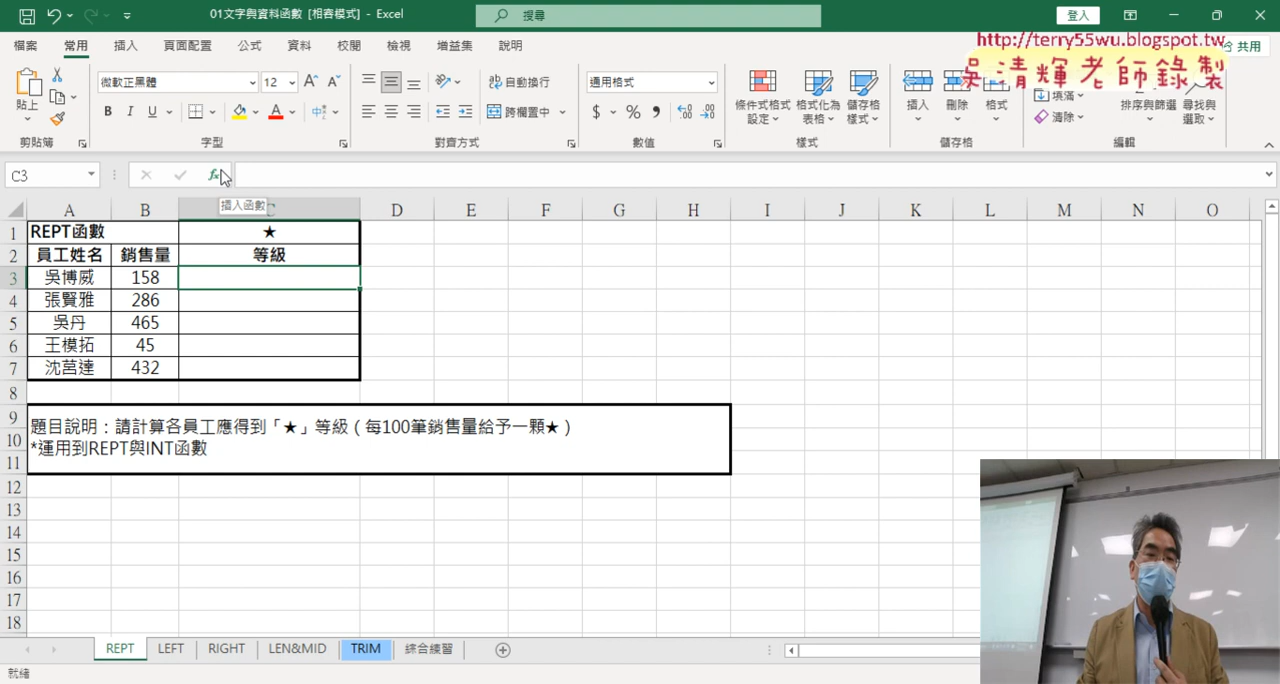 01文字與資料函數 [相容模式] - Excel
搜尋
登入
檔案 常用 插入 頁面配置 公式 資料 校閱 檢視 增益集 說明
共用
http://terry55wu.blogspot.tw
吳清輝老師錄製
貼上
微軟正黑體 12
自動換行
跨欄置中
通用格式
條件式格式設定
格式化為表格
儲存格樣式
插入 刪除 格式
填滿
清除
排序與篩選
尋找與選取
剪貼簿 字型 對齊方式 數值 樣式 儲存格 編輯
C3
fx
插入函數
A B C D E F G H I J K L M N O
1 REPT函數 ★
2 員工姓名 銷售量 等級
3 吳博威 158
4 張賢雅 286
5 吳丹 465
6 王模拓 45
7 沈莒達 432
8
9 題目說明：請計算各員工應得到「★」等級（每100筆銷售量給予一顆★）
10 *運用到REPT與INT函數
11
12
13
14
15
16
17
18
REPT LEFT RIGHT LEN&MID TRIM 綜合練習
就緒